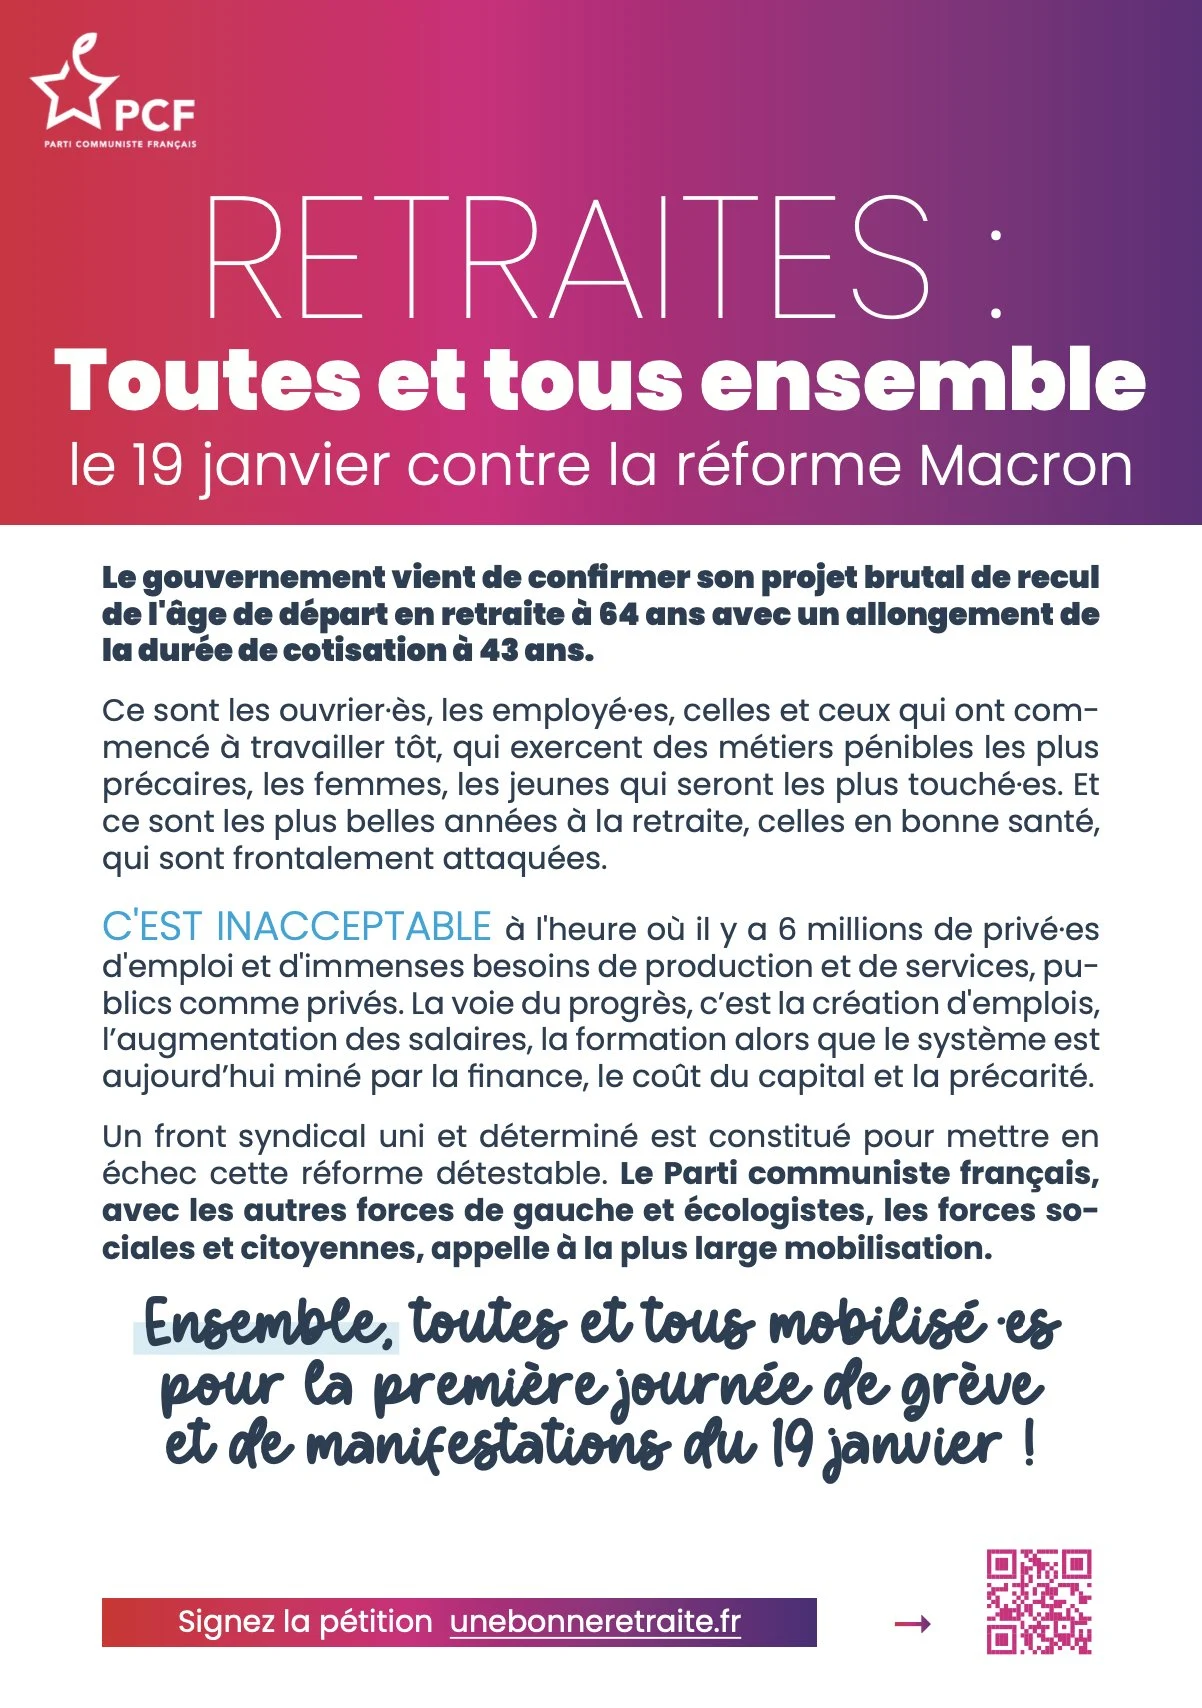 PCF
PARTI COMMUNISTE FRANÇAIS
RETRAITES :
Toutes et tous ensemble
le 19 janvier contre la réforme Macron
Le gouvernement vient de confirmer son projet brutal de recul
de l'âge de départ en retraite à 64 ans avec un allongement de
la durée de cotisation à 43 ans.
Ce sont les ouvrier·ès, les employé·es, celles et ceux qui ont com-
mencé à travailler tôt, qui exercent des métiers pénibles les plus
précaires, les femmes, les jeunes qui seront les plus touché·es. Et
ce sont les plus belles années à la retraite, celles en bonne santé,
qui sont frontalement attaquées.
C'EST INACCEPTABLE à l'heure où il y a 6 millions de privé·es
d'emploi et d'immenses besoins de production et de services, pu-
blics comme privés. La voie du progrès, c’est la création d'emplois,
l’augmentation des salaires, la formation alors que le système est
aujourd’hui miné par la finance, le coût du capital et la précarité.
Un front syndical uni et déterminé est constitué pour mettre en
échec cette réforme détestable. Le Parti communiste français,
avec les autres forces de gauche et écologistes, les forces so-
ciales et citoyennes, appelle à la plus large mobilisation.
Ensemble, toutes et tous mobilisé·es
pour la première journée de grève
et de manifestations du 19 janvier !
Signez la pétition unebonneretraite.fr →